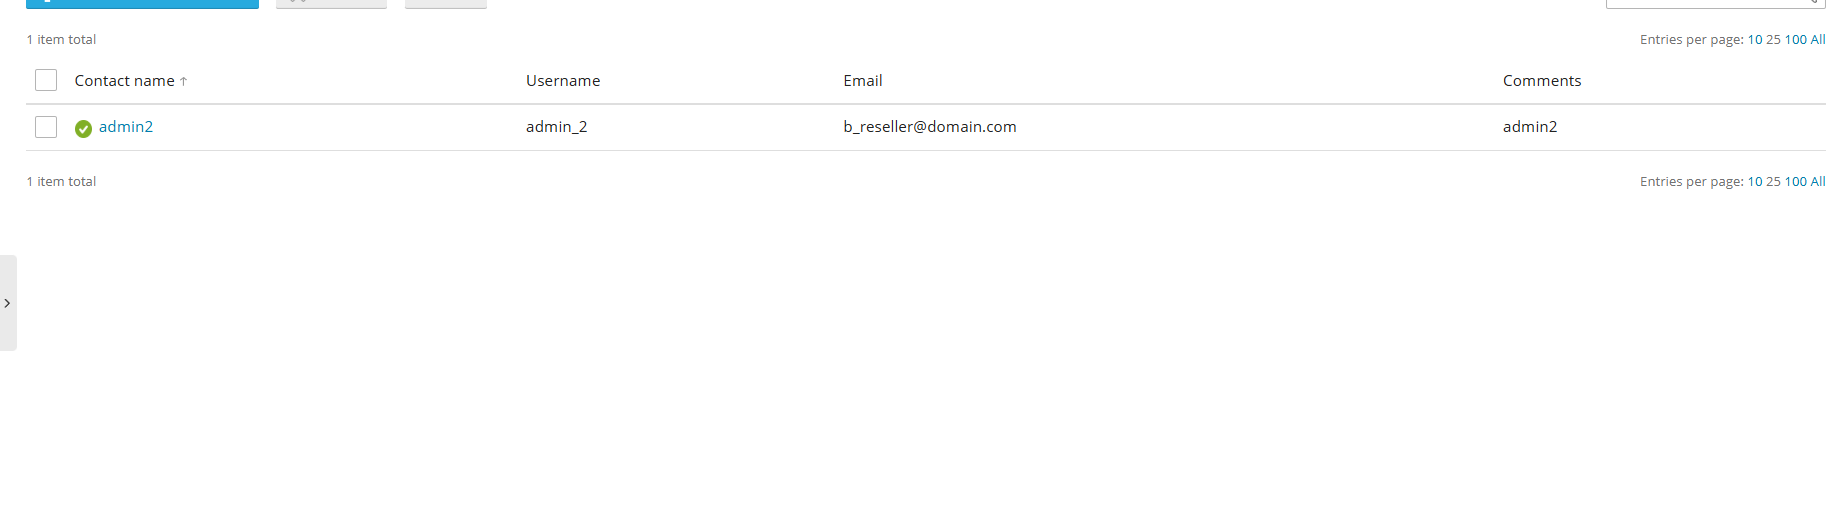 1 item total Entries per page: 10 25 100 All
Contact name ↑ Username Email Comments
admin2 admin_2 b_reseller@domain.com admin2
1 item total Entries per page: 10 25 100 All